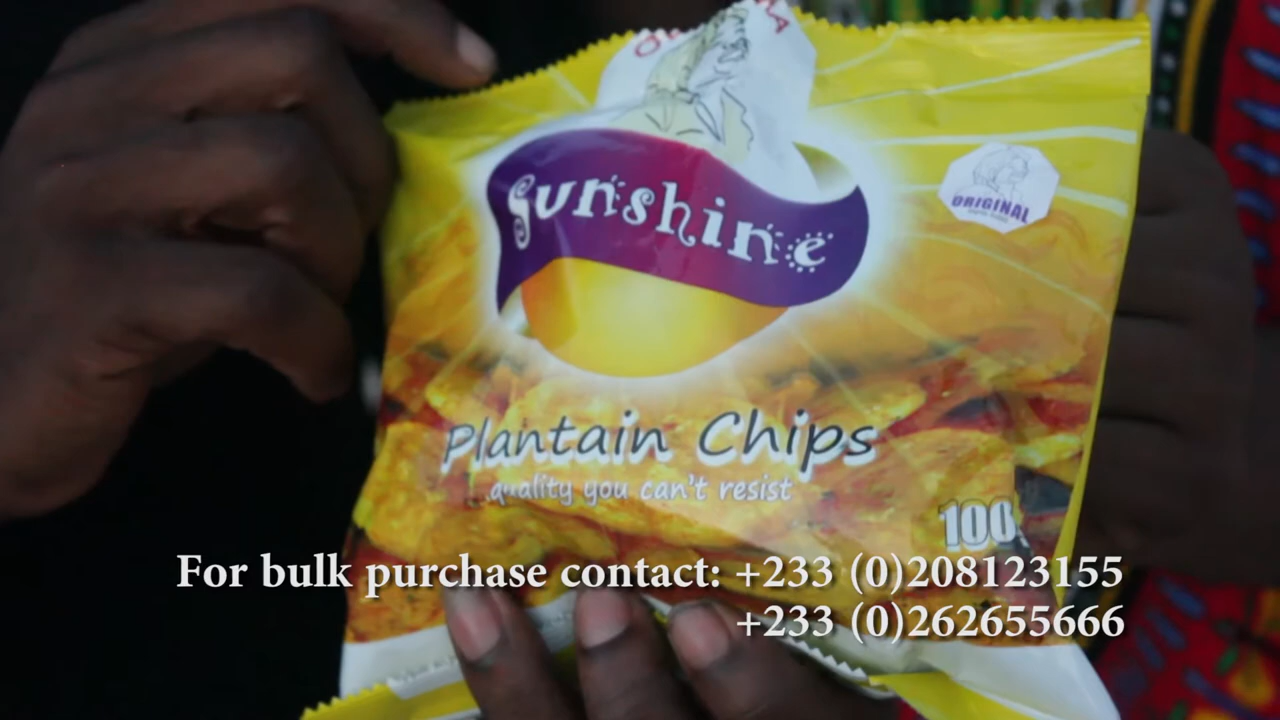 Sunshine
ORIGINAL
Plantain Chips
quality you can't resist
100
For bulk purchase contact: +233 (0)208123155
+233 (0)262655666